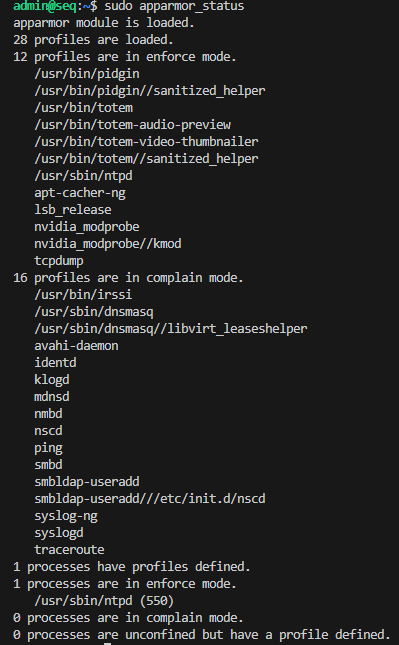 admin@seq:~$ sudo apparmor_status
apparmor module is loaded.
28 profiles are loaded.
12 profiles are in enforce mode.
   /usr/bin/pidgin
   /usr/bin/pidgin//sanitized_helper
   /usr/bin/totem
   /usr/bin/totem-audio-preview
   /usr/bin/totem-video-thumbnailer
   /usr/bin/totem//sanitized_helper
   /usr/sbin/ntpd
   apt-cacher-ng
   lsb_release
   nvidia_modprobe
   nvidia_modprobe//kmod
   tcpdump
16 profiles are in complain mode.
   /usr/bin/irssi
   /usr/sbin/dnsmasq
   /usr/sbin/dnsmasq//libvirt_leaseshelper
   avahi-daemon
   identd
   klogd
   mdnsd
   nmbd
   nscd
   ping
   smbd
   smbldap-useradd
   smbldap-useradd///etc/init.d/nscd
   syslog-ng
   syslogd
   traceroute
1 processes have profiles defined.
1 processes are in enforce mode.
   /usr/sbin/ntpd (550)
0 processes are in complain mode.
0 processes are unconfined but have a profile defined.